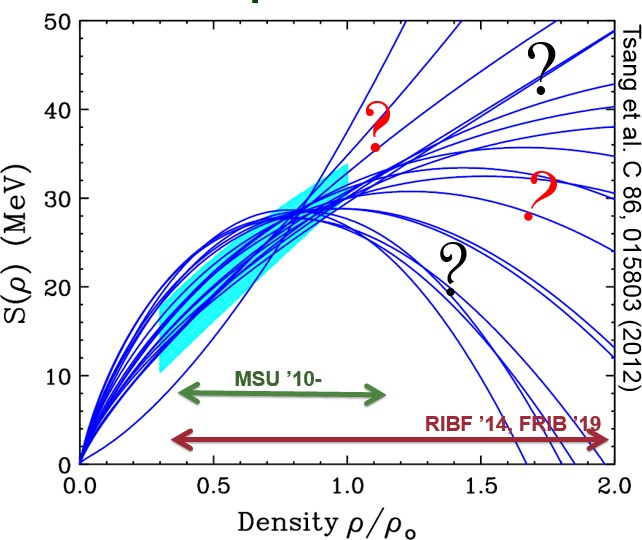 50
40
30
20
10
0
S(ρ) (MeV)
?
?
?
?
MSU ’10-
RIBF ’14, FRIB ’19
0.0 0.5 1.0 1.5 2.0
Density ρ/ρₒ
Tsang et al. C 86, 015803 (2012)